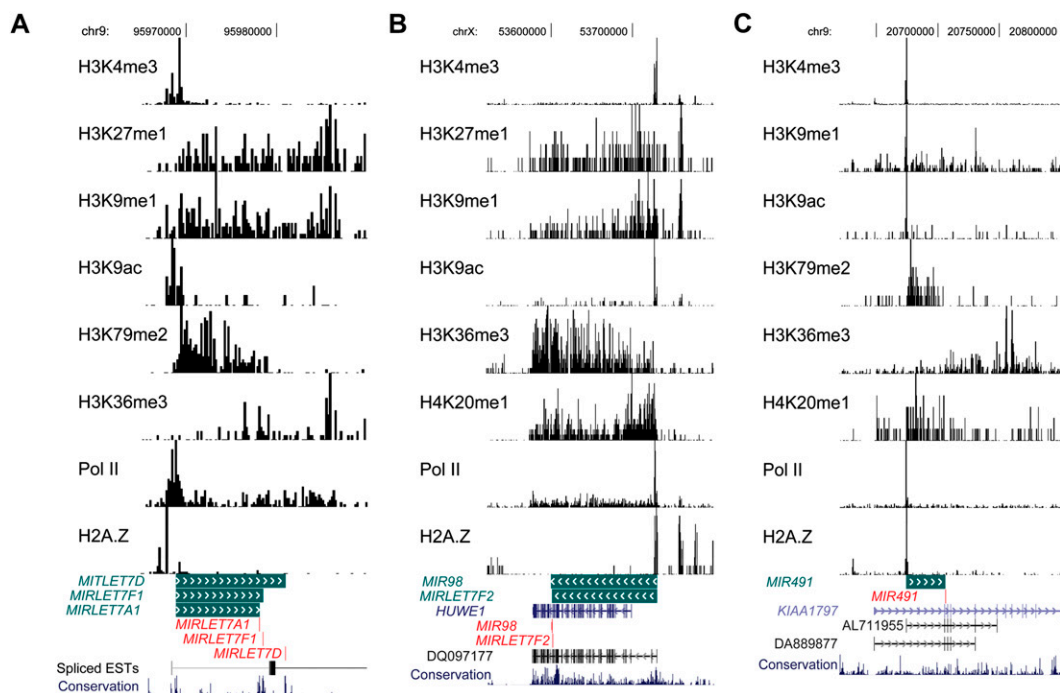 A
chr9: 95970000 95980000
H3K4me3
H3K27me1
H3K9me1
H3K9ac
H3K79me2
H3K36me3
Pol II
H2A.Z
MITLET7D
MIRLET7F1
MIRLET7A1
MIRLET7A1
MIRLET7F1
MIRLET7D
Spliced ESTs
Conservation
B
chrX: 53600000 53700000
H3K4me3
H3K27me1
H3K9me1
H3K9ac
H3K36me3
H4K20me1
Pol II
H2A.Z
MIR98
MIRLET7F2
HUWE1
MIR98
MIRLET7F2
DQ097177
Conservation
C
chr9: 20700000 20750000 20800000
H3K4me3
H3K9me1
H3K9ac
H3K79me2
H3K36me3
H4K20me1
Pol II
H2A.Z
MIR491
MIR491
KIAA1797
AL711955
DA889877
Conservation